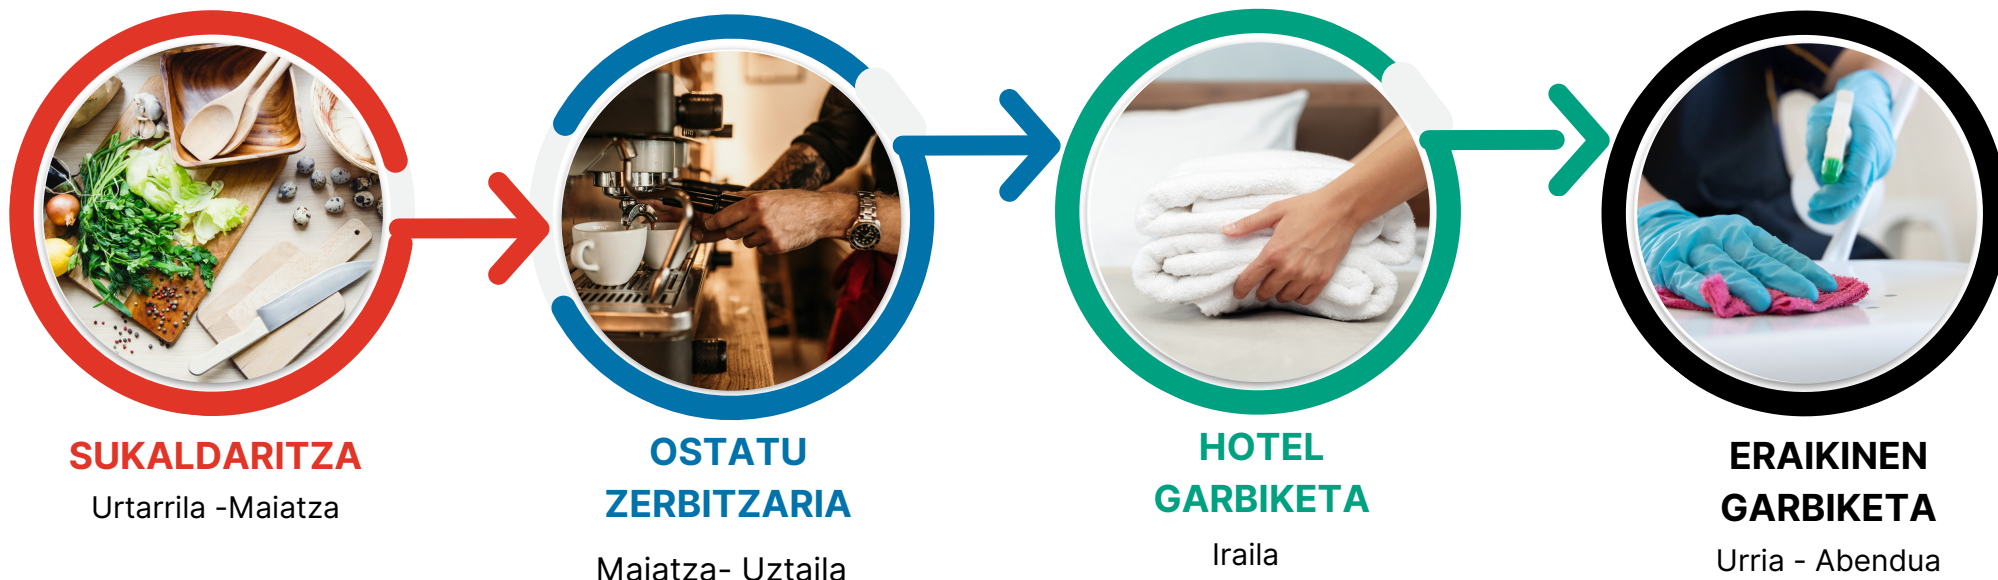 SUKALDARITZA
Urtarrila -Maiatza
OSTATU
ZERBITZARIA
Maiatza- Uztaila
HOTEL
GARBIKETA
Iraila
ERAIKINEN
GARBIKETA
Urria - Abendua